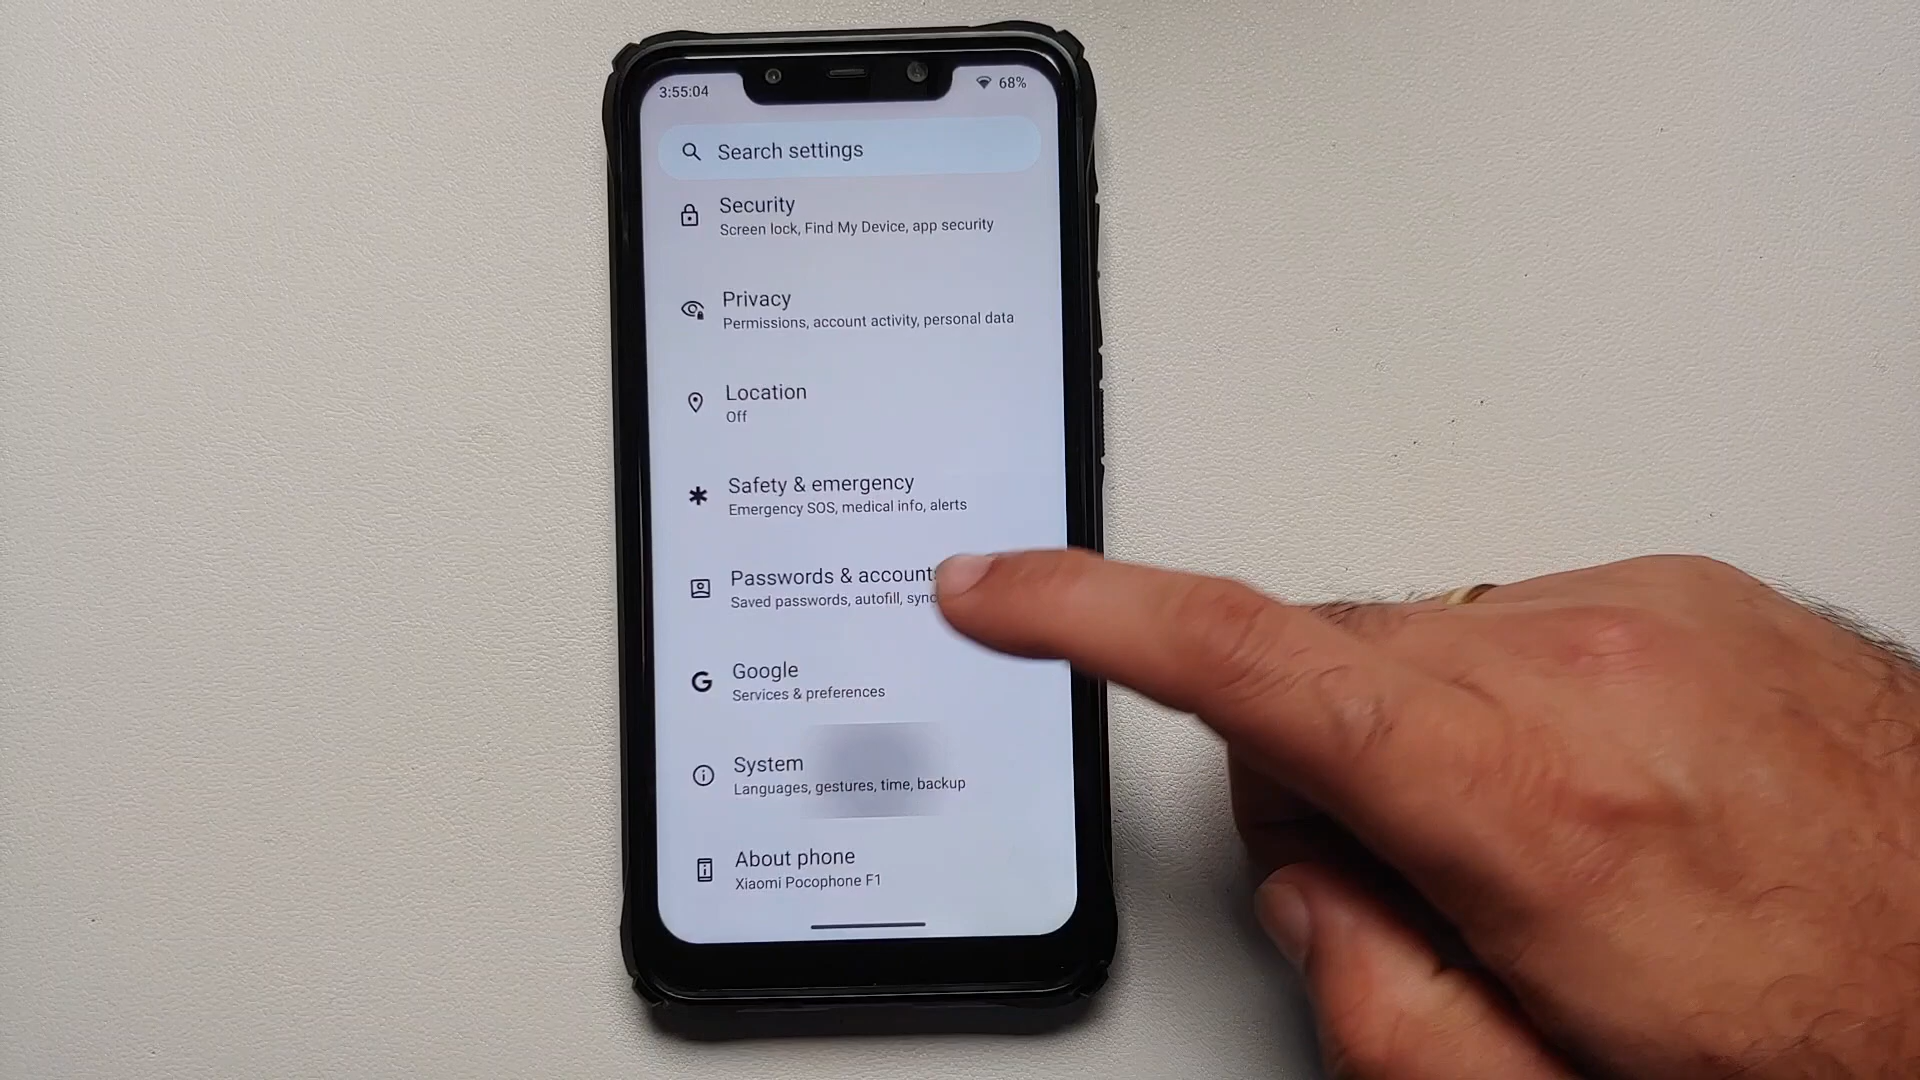 3:55:04
68%
Search settings
Security
Screen lock, Find My Device, app security
Privacy
Permissions, account activity, personal data
Location
Off
Safety & emergency
Emergency SOS, medical info, alerts
Passwords & accounts
Saved passwords, autofill, sync
Google
Services & preferences
System
Languages, gestures, time, backup
About phone
Xiaomi Pocophone F1